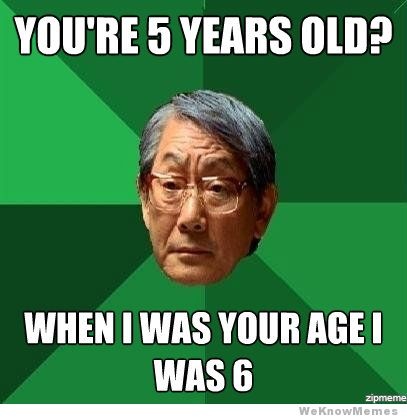 YOU'RE 5 YEARS OLD?
WHEN I WAS YOUR AGE I
WAS 6
zipmeme
WeKnowMemes